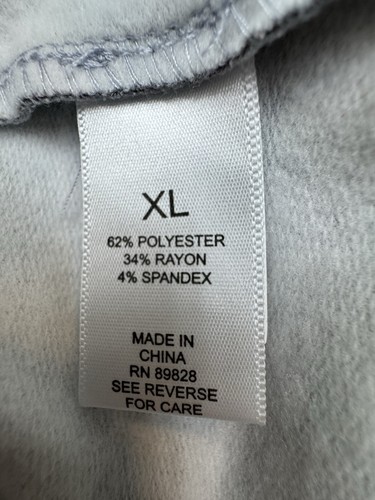 XL
62% POLYESTER
34% RAYON
4% SPANDEX
MADE IN
CHINA
RN 89828
SEE REVERSE
FOR CARE